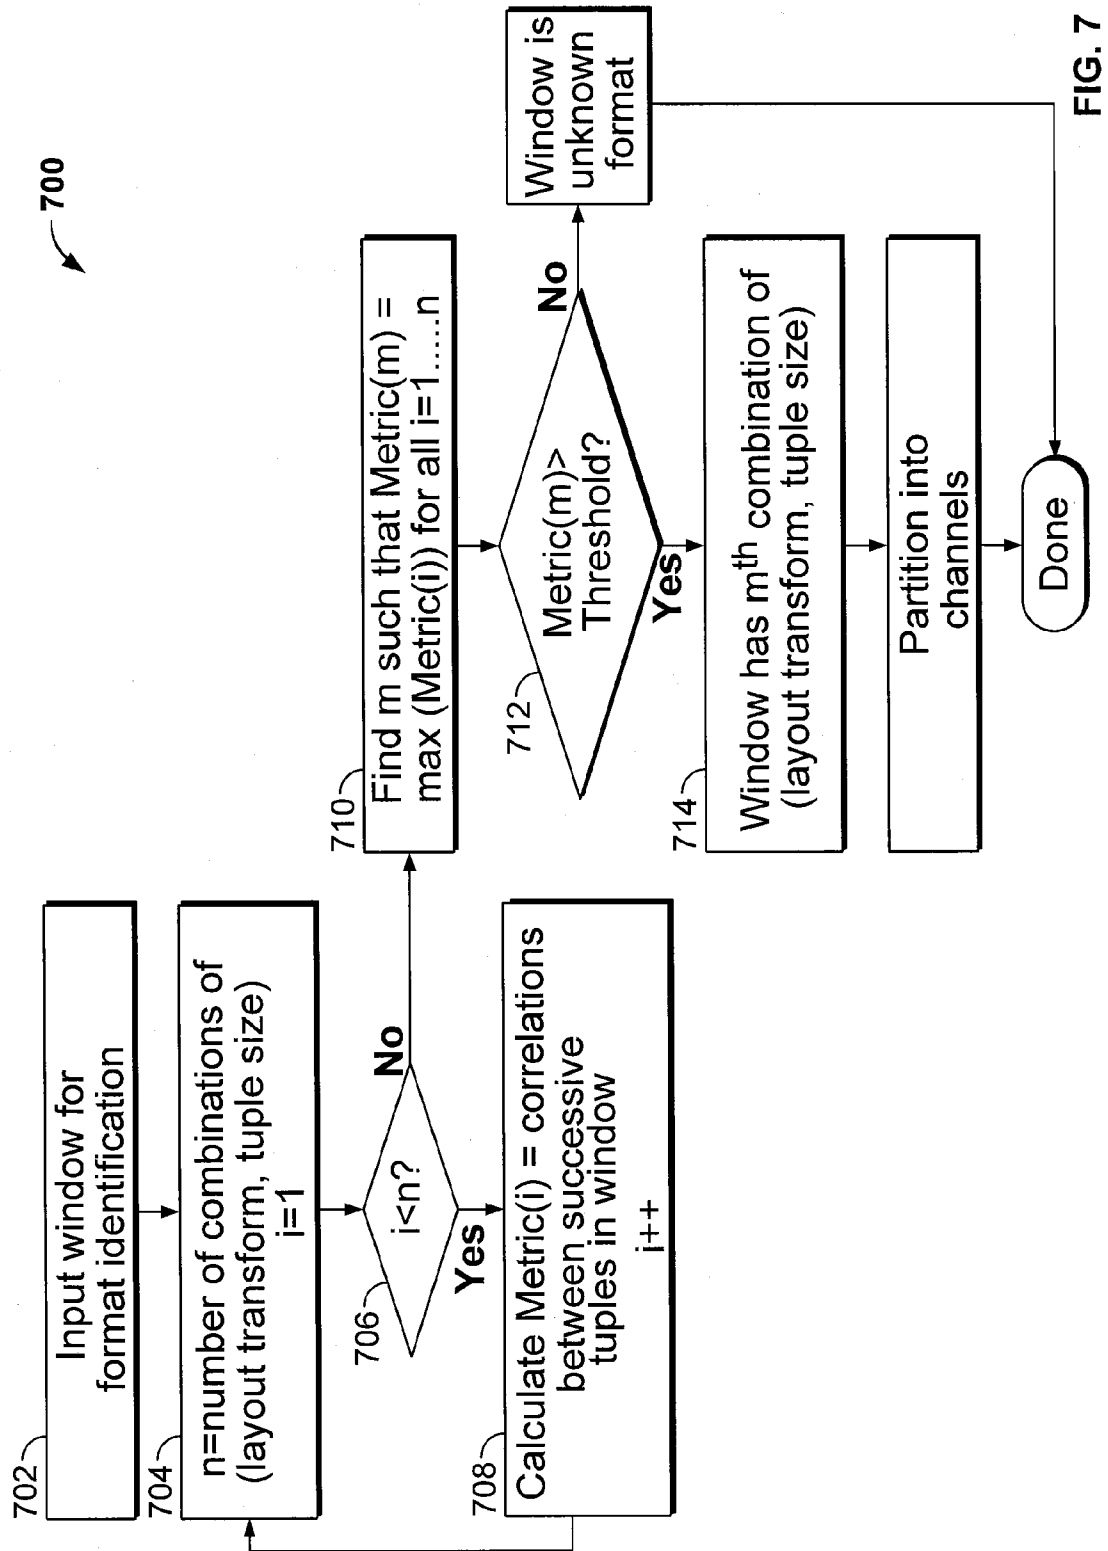 700
702
Input window for
format identification
704
n=number of combinations of
(layout transform, tuple size)
i=1
706
i<n?
No
Yes
708
Calculate Metric(i) = correlations
between successive
tuples in window
i++
710
Find m such that Metric(m) =
max (Metric(i)) for all i=1.....n
712
Metric(m)>
Threshold?
No
Window is
unknown
format
Yes
714
Window has mth combination of
(layout transform, tuple size)
Partition into
channels
Done
FIG. 7